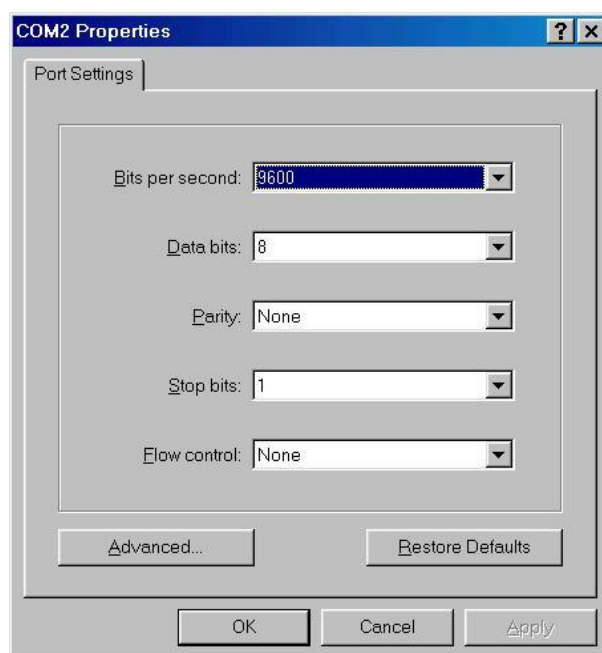 COM2 Properties
Port Settings
Bits per second: 9600
Data bits: 8
Parity: None
Stop bits: 1
Flow control: None
Advanced... Restore Defaults
OK Cancel Apply